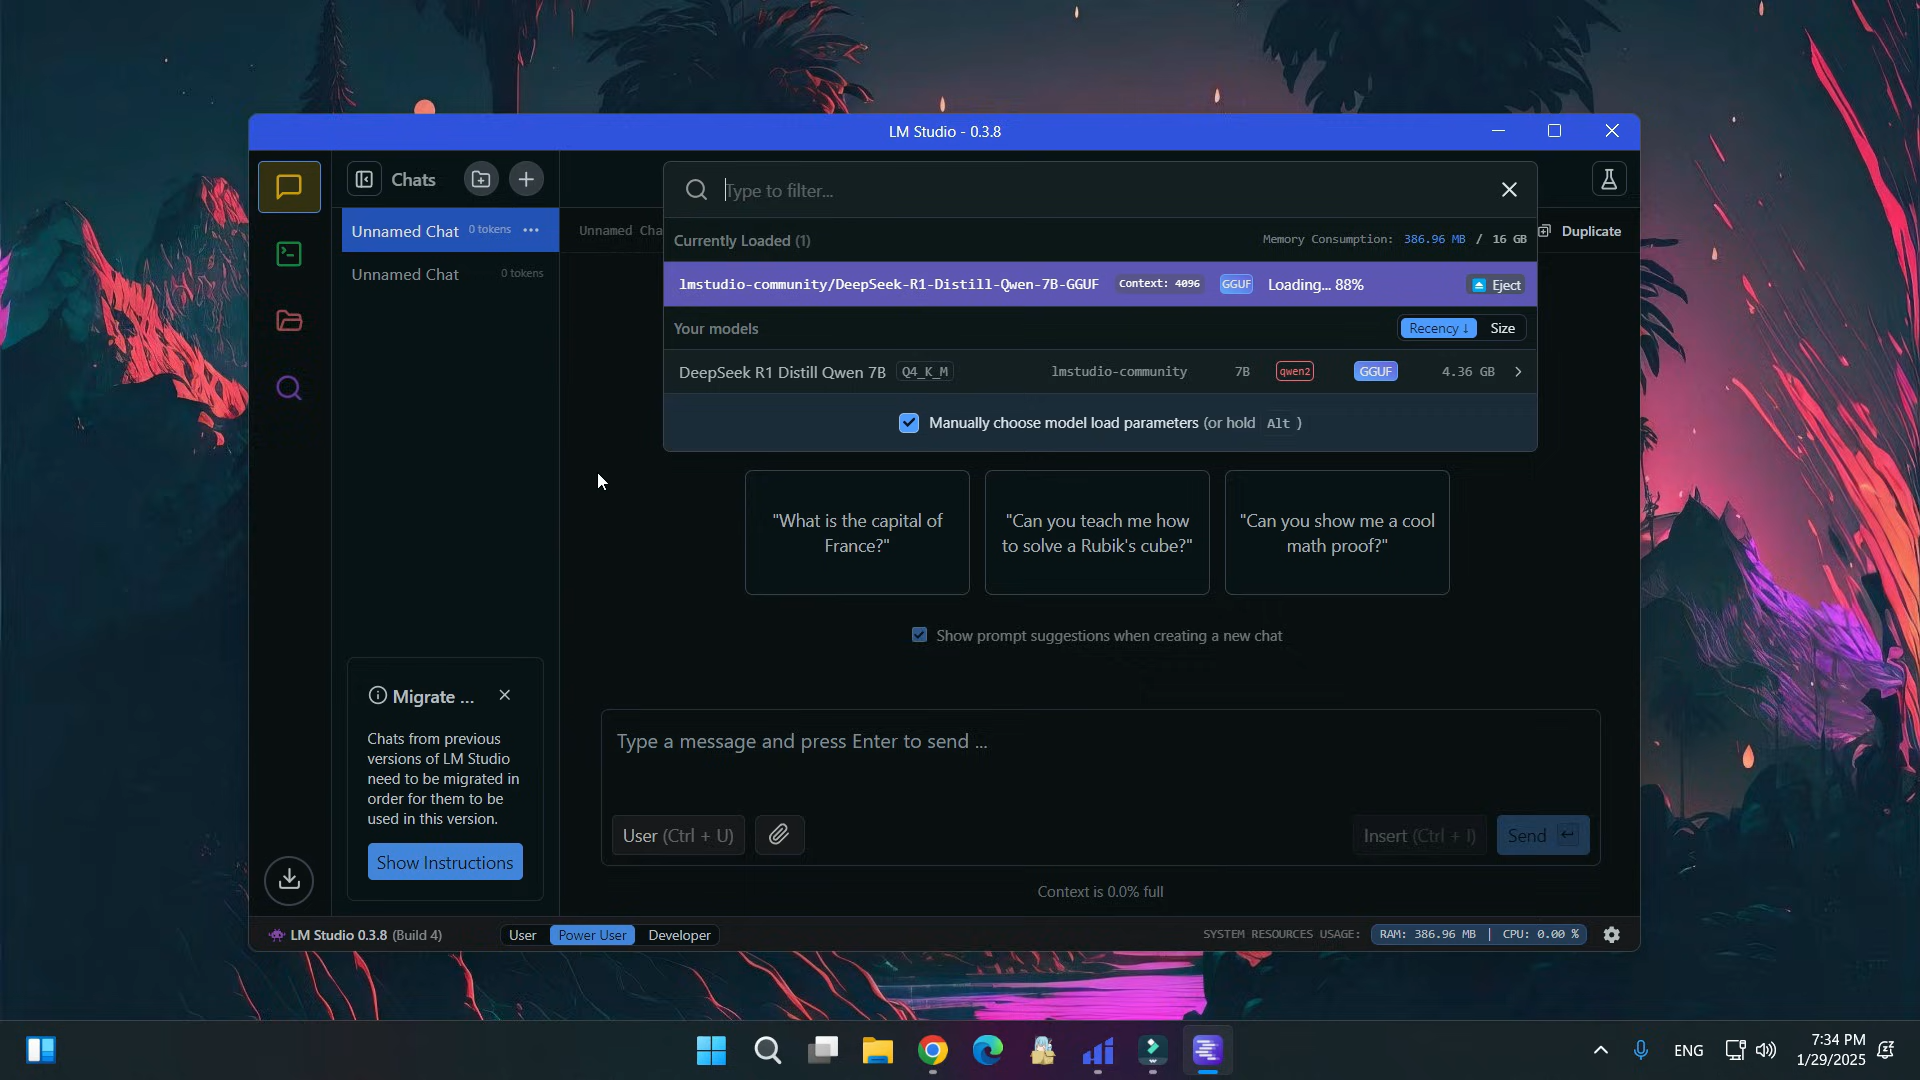 LM Studio - 0.3.8
Chats
Type to filter...
Unnamed Chat 0 tokens ...
Unnamed Cha
Currently Loaded (1)
Memory Consumption: 386.96 MB / 16 GB
Duplicate
Unnamed Chat 0 tokens
lmstudio-community/DeepSeek-R1-Distill-Qwen-7B-GGUF Context: 4096 GGUF Loading... 88% Eject
Your models
Recency ↓ Size
DeepSeek R1 Distill Qwen 7B Q4_K_M lmstudio-community 7B qwen2 GGUF 4.36 GB
Manually choose model load parameters (or hold Alt )
"What is the capital of
France?"
"Can you teach me how
to solve a Rubik's cube?"
"Can you show me a cool
math proof?"
Show prompt suggestions when creating a new chat
Migrate ...
Chats from previous
versions of LM Studio
need to be migrated in
order for them to be
used in this version.
Show Instructions
Type a message and press Enter to send ...
User (Ctrl + U)
Insert (Ctrl + I)
Send
Context is 0.0% full
LM Studio 0.3.8 (Build 4)
User Power User Developer
SYSTEM RESOURCES USAGE: RAM: 386.96 MB | CPU: 0.00 %
ENG
7:34 PM
1/29/2025